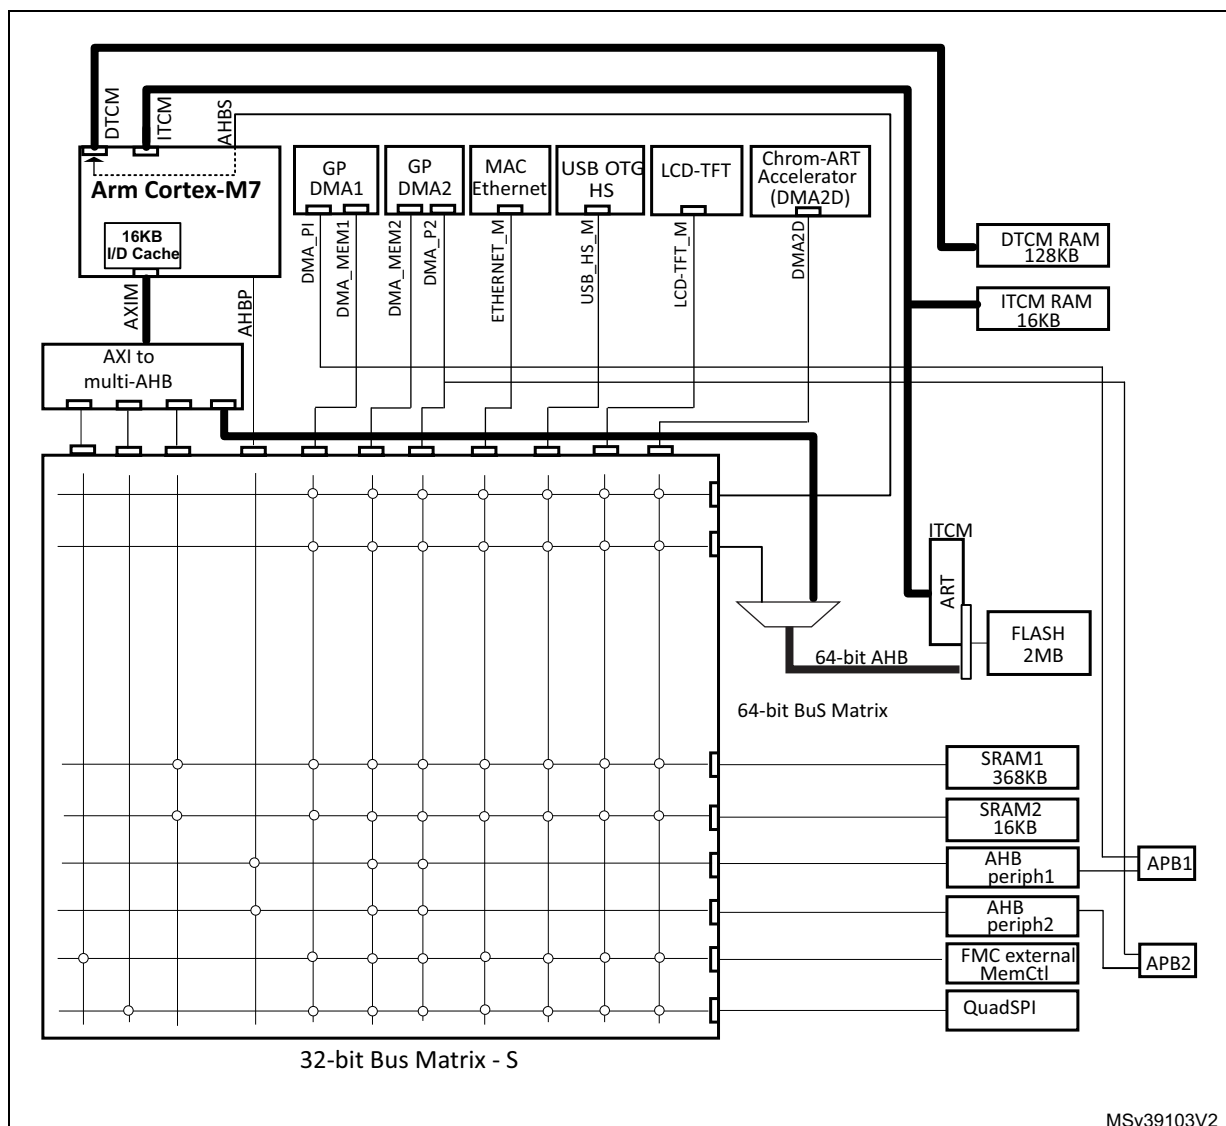 DTCM
ITCM
AHBS
Arm Cortex-M7
16KB
I/D Cache
GP
DMA1
GP
DMA2
MAC
Ethernet
USB OTG
HS
LCD-TFT
Chrom-ART
Accelerator
(DMA2D)
DTCM RAM
128KB
ITCM RAM
16KB
AXIM
AHBP
DMA_PI
DMA_MEM1
DMA_MEM2
DMA_P2
ETHERNET_M
USB_HS_M
LCD-TFT_M
DMA2D
AXI to
multi-AHB
ITCM
ART
FLASH
2MB
64-bit AHB
64-bit BuS Matrix
SRAM1
368KB
SRAM2
16KB
AHB
periph1
APB1
AHB
periph2
FMC external
MemCtl
APB2
QuadSPI
32-bit Bus Matrix - S
MSv39103V2